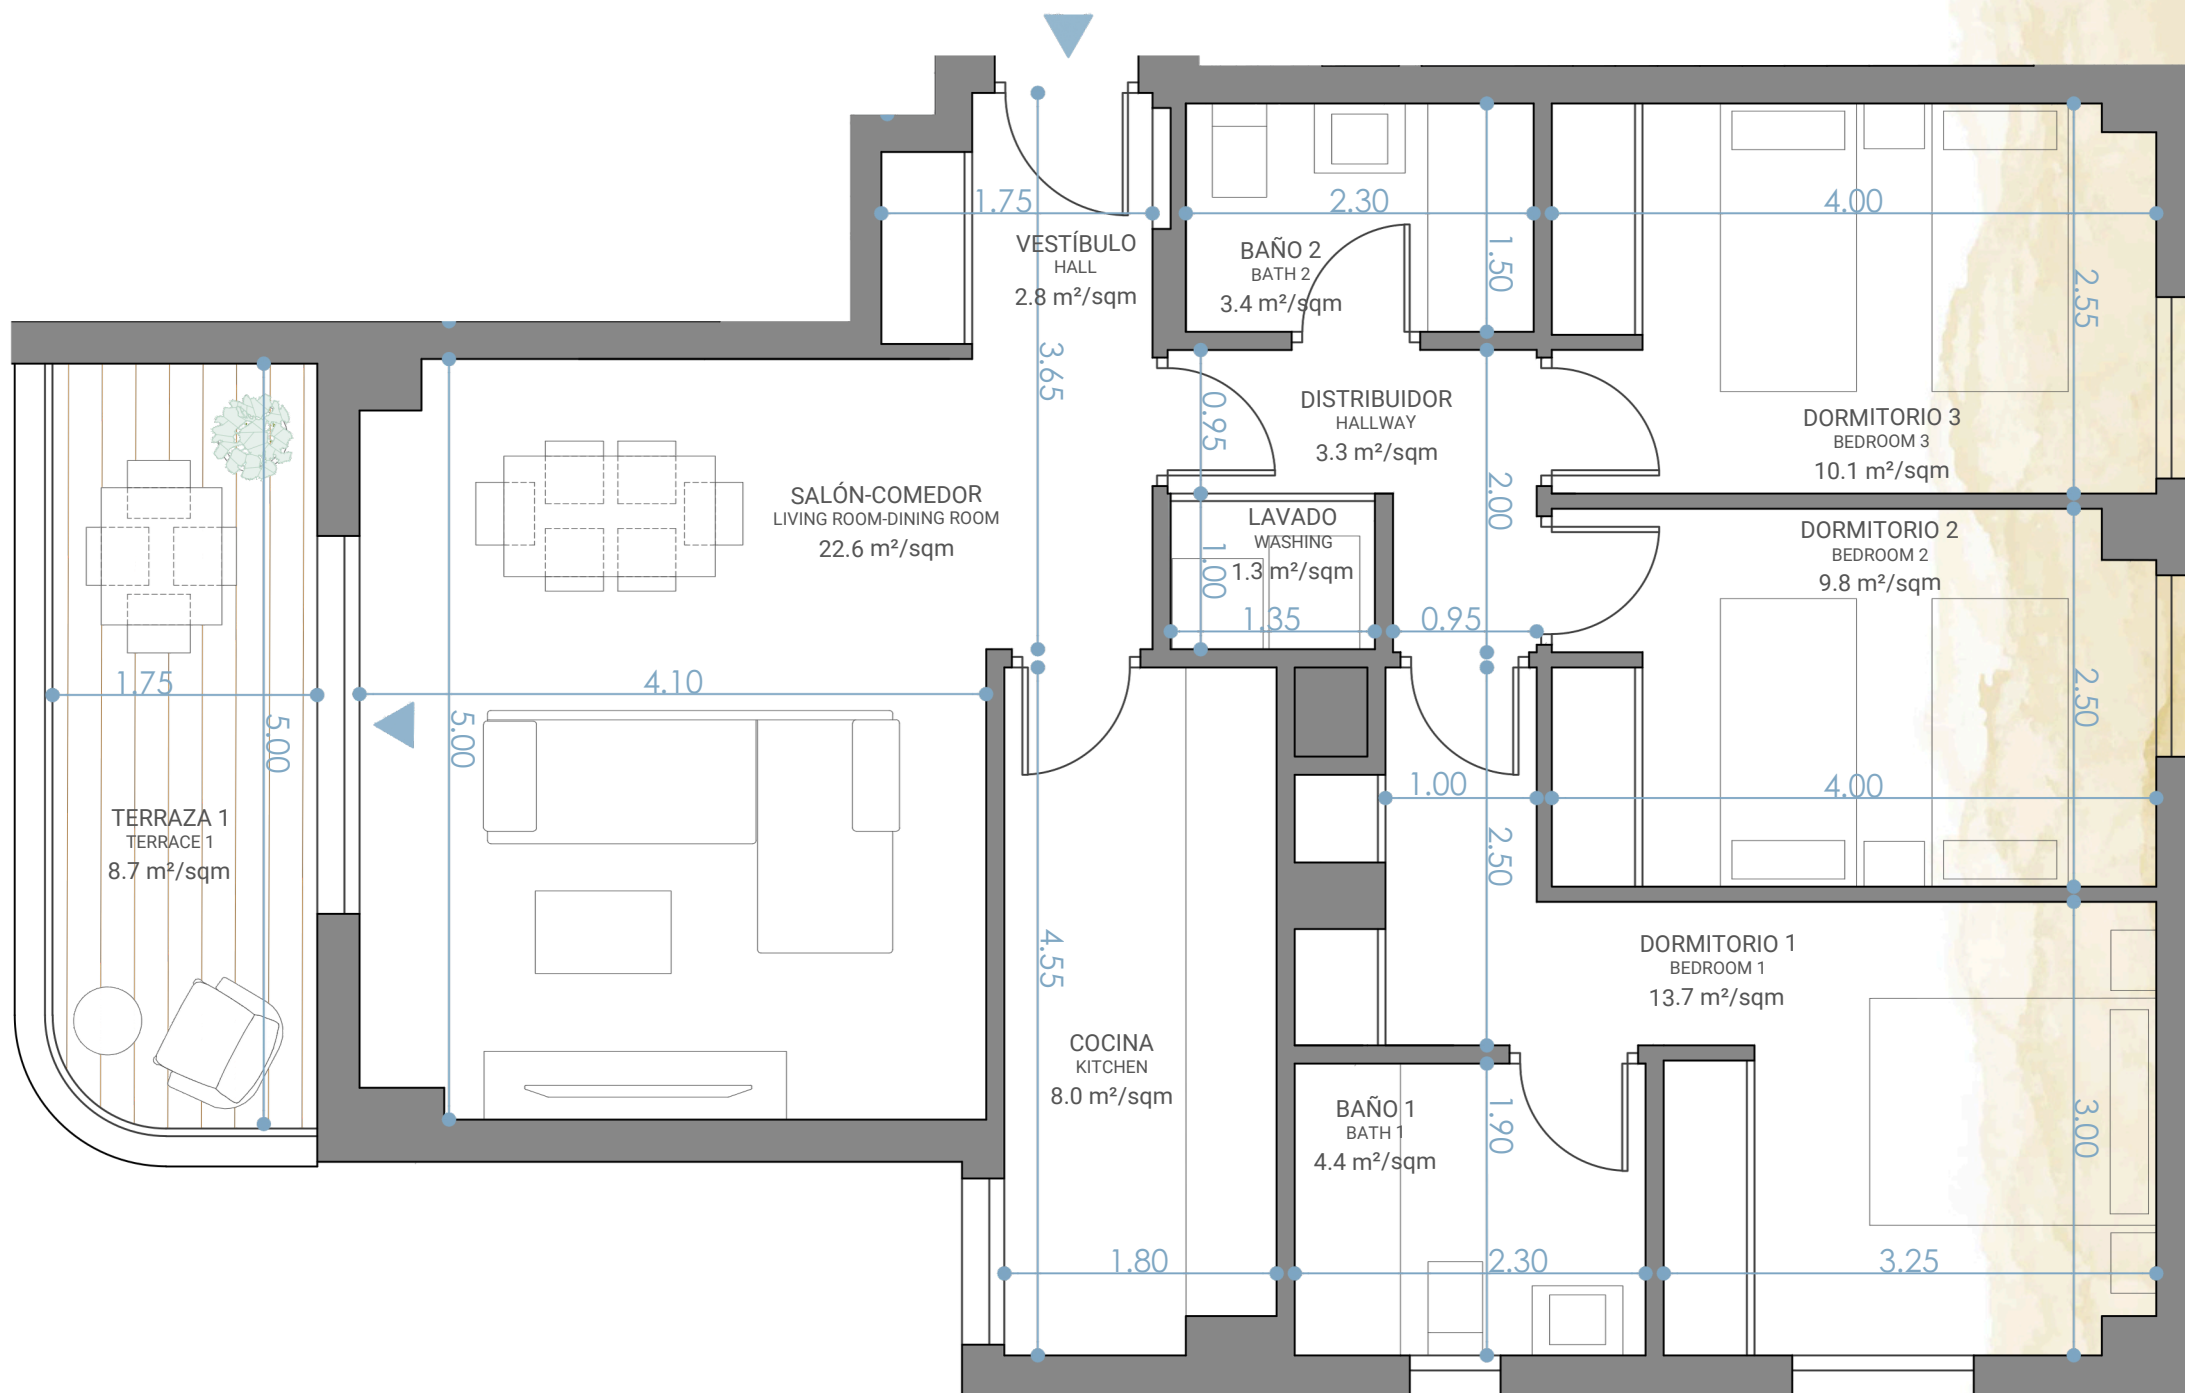 1.75
VESTÍBULO
HALL
2.8 m²/sqm
3.65
2.30
BAÑO 2
BATH 2
3.4 m²/sqm
1.50
4.00
2.55
DORMITORIO 3
BEDROOM 3
10.1 m²/sqm
DISTRIBUIDOR
HALLWAY
3.3 m²/sqm
0.95
2.00
SALÓN-COMEDOR
LIVING ROOM-DINING ROOM
22.6 m²/sqm
LAVADO
WASHING
1.3 m²/sqm
1.00
1.35
0.95
DORMITORIO 2
BEDROOM 2
9.8 m²/sqm
2.50
4.00
1.75
5.00
4.10
5.00
TERRAZA 1
TERRACE 1
8.7 m²/sqm
1.00
2.50
4.55
DORMITORIO 1
BEDROOM 1
13.7 m²/sqm
COCINA
KITCHEN
8.0 m²/sqm
BAÑO 1
BATH 1
4.4 m²/sqm
1.90
3.00
1.80
2.30
3.25